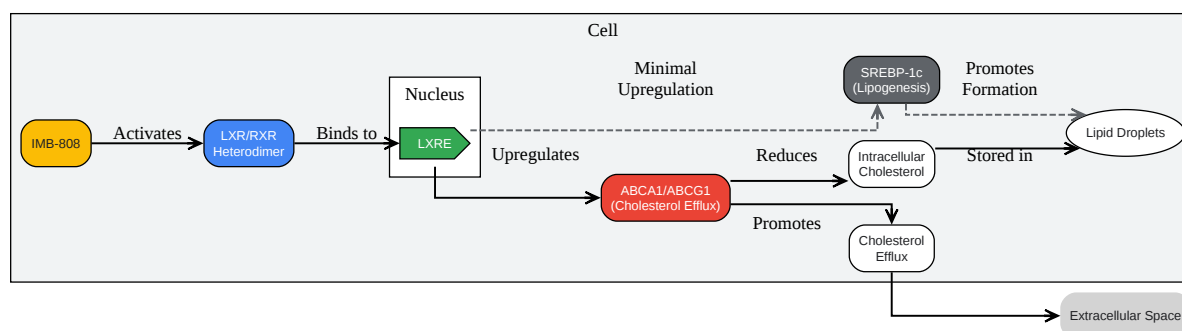 Cell
Minimal
Upregulation
SREBP-1c
(Lipogenesis)
Promotes
Formation
Nucleus
IMB-808
Activates
LXR/RXR
Heterodimer
Binds to
LXRE
Lipid Droplets
Upregulates
Reduces
Intracellular
Cholesterol
Stored in
ABCA1/ABCG1
(Cholesterol Efflux)
Promotes
Cholesterol
Efflux
Extracellular Space